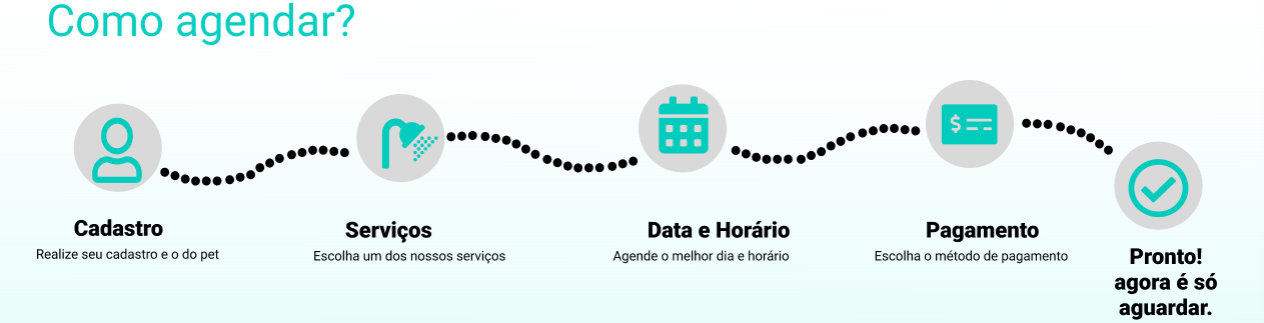 Como agendar?
Cadastro
Realize seu cadastro e o do pet
Serviços
Escolha um dos nossos serviços
Data e Horário
Agende o melhor dia e horário
Pagamento
Escolha o método de pagamento
Pronto!
agora é só
aguardar.
$